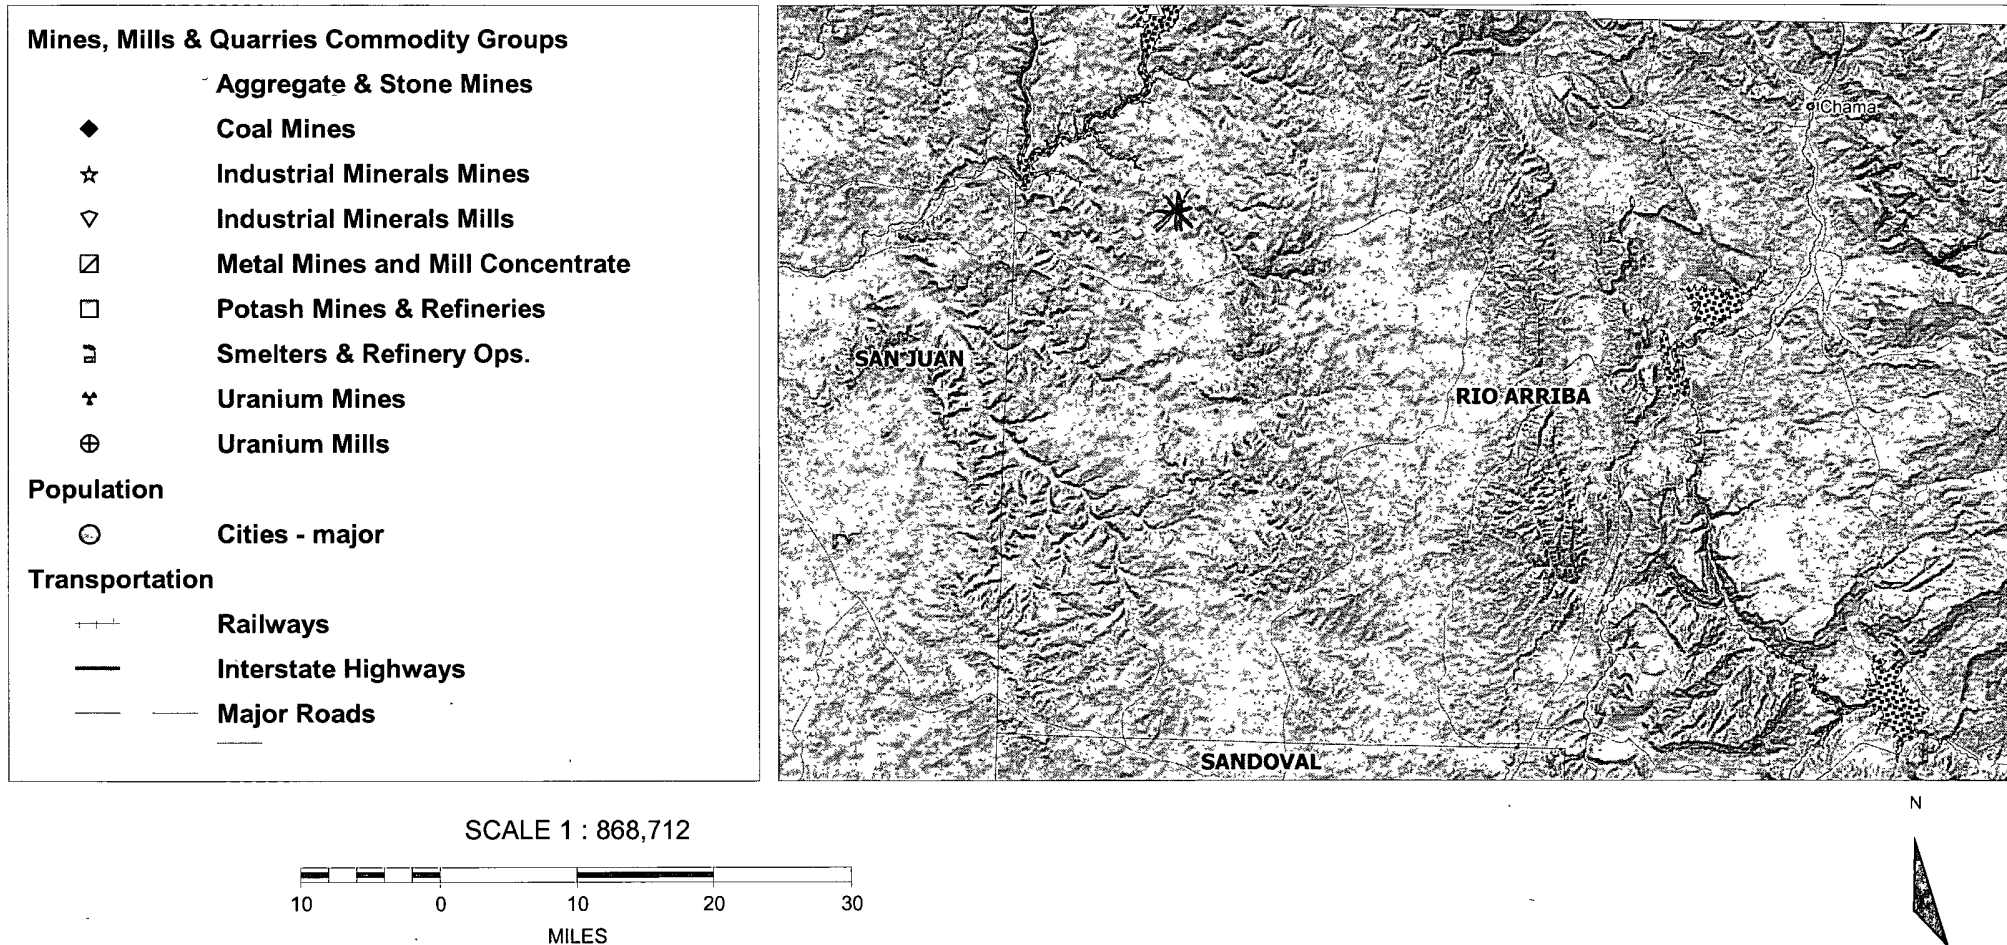 Mines, Mills & Quarries Commodity Groups
Aggregate & Stone Mines
Coal Mines
Industrial Minerals Mines
Industrial Minerals Mills
Metal Mines and Mill Concentrate
Potash Mines & Refineries
Smelters & Refinery Ops.
Uranium Mines
Uranium Mills
Population
Cities - major
Transportation
Railways
Interstate Highways
Major Roads
Chama
SAN JUAN
RIO ARRIBA
SANDOVAL
SCALE 1 : 868,712
10 0 10 20 30
MILES
N